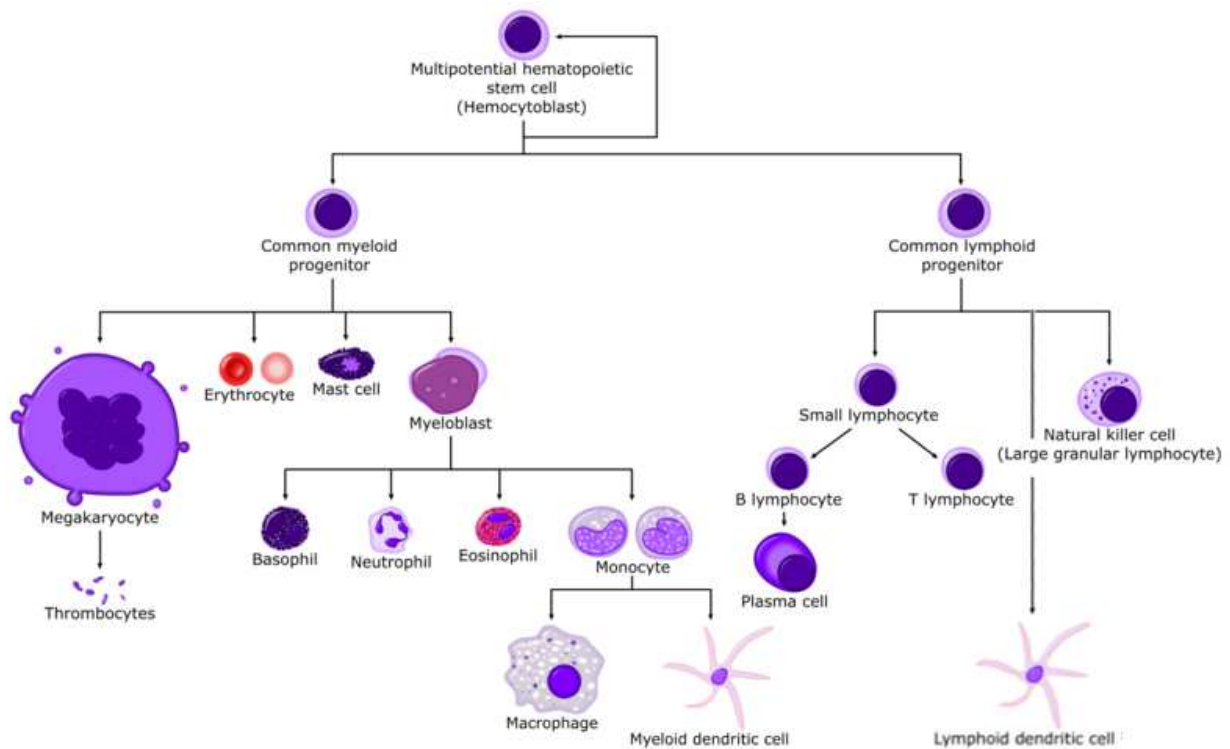 Multipotential hematopoietic
stem cell
(Hemocytoblast)
Common myeloid
progenitor
Common lymphoid
progenitor
Erythrocyte
Mast cell
Myeloblast
Small lymphocyte
Natural killer cell
(Large granular lymphocyte)
Megakaryocyte
Basophil
Neutrophil
Eosinophil
Monocyte
B lymphocyte
T lymphocyte
Thrombocytes
Plasma cell
Macrophage
Myeloid dendritic cell
Lymphoid dendritic cell